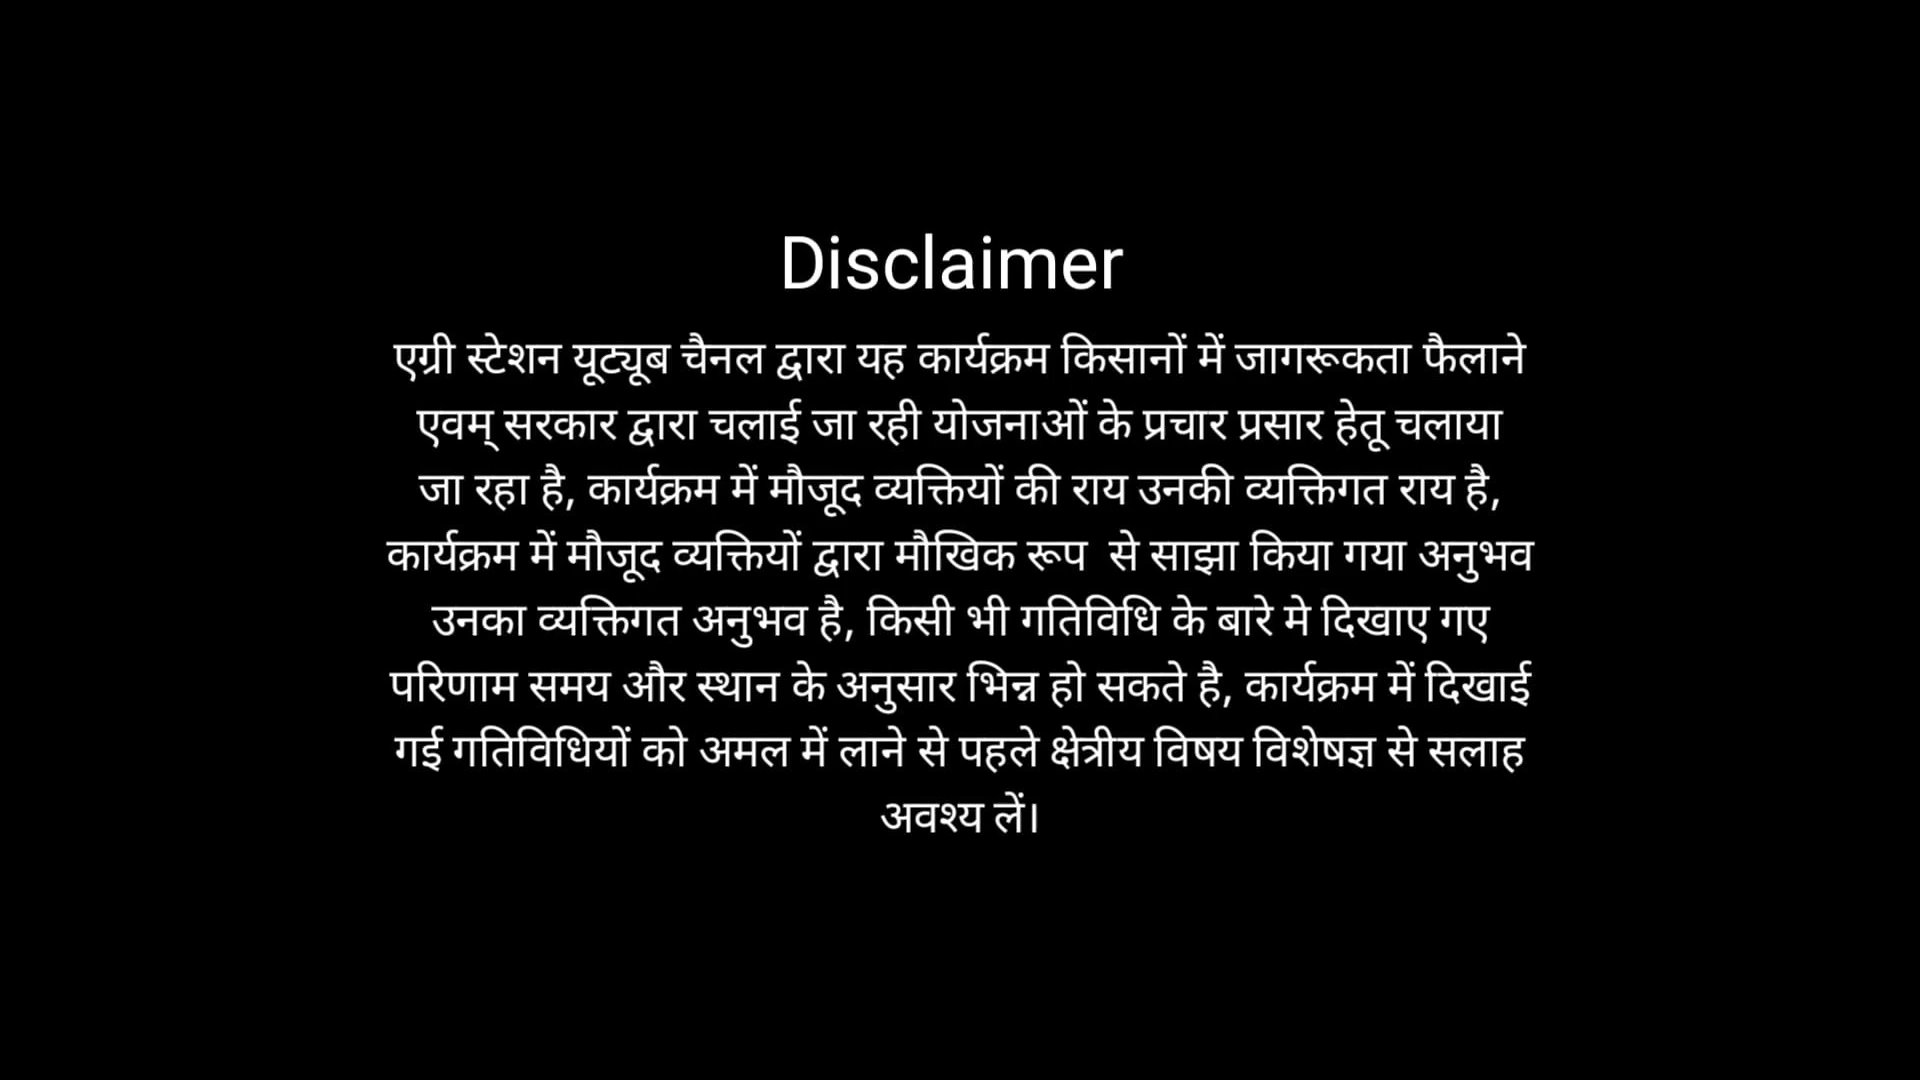 Disclaimer
एग्री स्टेशन यूट्यूब चैनल द्वारा यह कार्यक्रम किसानों में जागरूकता फैलाने
एवम् सरकार द्वारा चलाई जा रही योजनाओं के प्रचार प्रसार हेतू चलाया
जा रहा है, कार्यक्रम में मौजूद व्यक्तियों की राय उनकी व्यक्तिगत राय है,
कार्यक्रम में मौजूद व्यक्तियों द्वारा मौखिक रूप  से साझा किया गया अनुभव
उनका व्यक्तिगत अनुभव है, किसी भी गतिविधि के बारे मे दिखाए गए
परिणाम समय और स्थान के अनुसार भिन्न हो सकते है, कार्यक्रम में दिखाई
गई गतिविधियों को अमल में लाने से पहले क्षेत्रीय विषय विशेषज्ञ से सलाह
अवश्य लें।